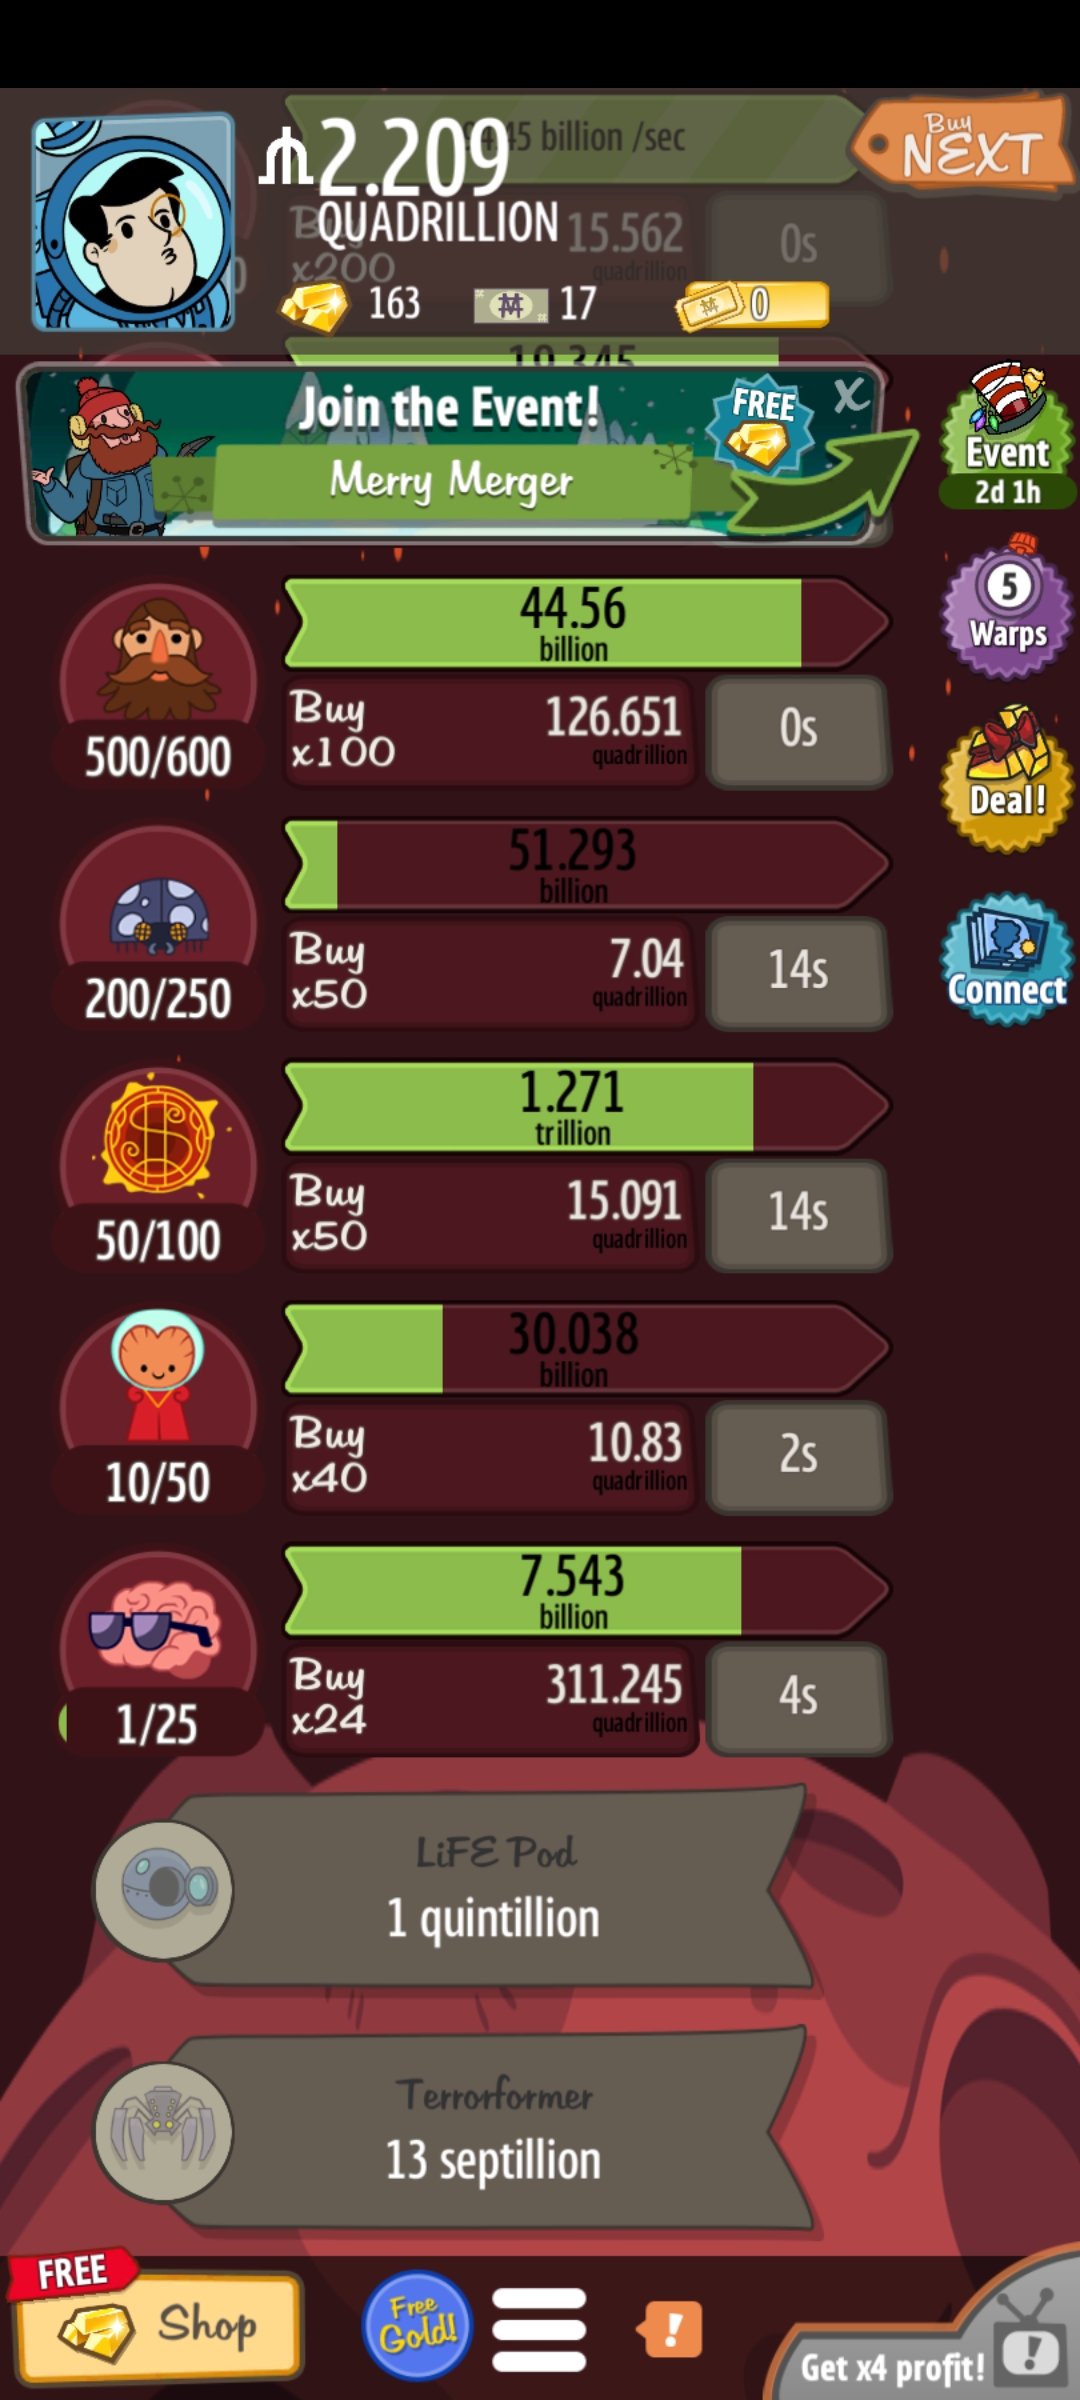 Buy
NEXT
2.209
QUADRILLION
billion /sec
Buy
x200
15.562
quadrillion
0s
163
17
0
Join the Event!
Merry Merger
FREE
X
Event
2d 1h
44.56
billion
500/600
Buy
x100
126.651
quadrillion
0s
5
Warps
51.293
billion
200/250
Buy
x50
7.04
quadrillion
14s
Deal!
Connect
1.271
trillion
50/100
Buy
x50
15.091
quadrillion
14s
30.038
billion
10/50
Buy
x40
10.83
quadrillion
2s
7.543
billion
1/25
Buy
x24
311.245
quadrillion
4s
LiFE Pod
1 quintillion
Terrorformer
13 septillion
FREE
Shop
Free
Gold!
!
Get x4 profit!
!